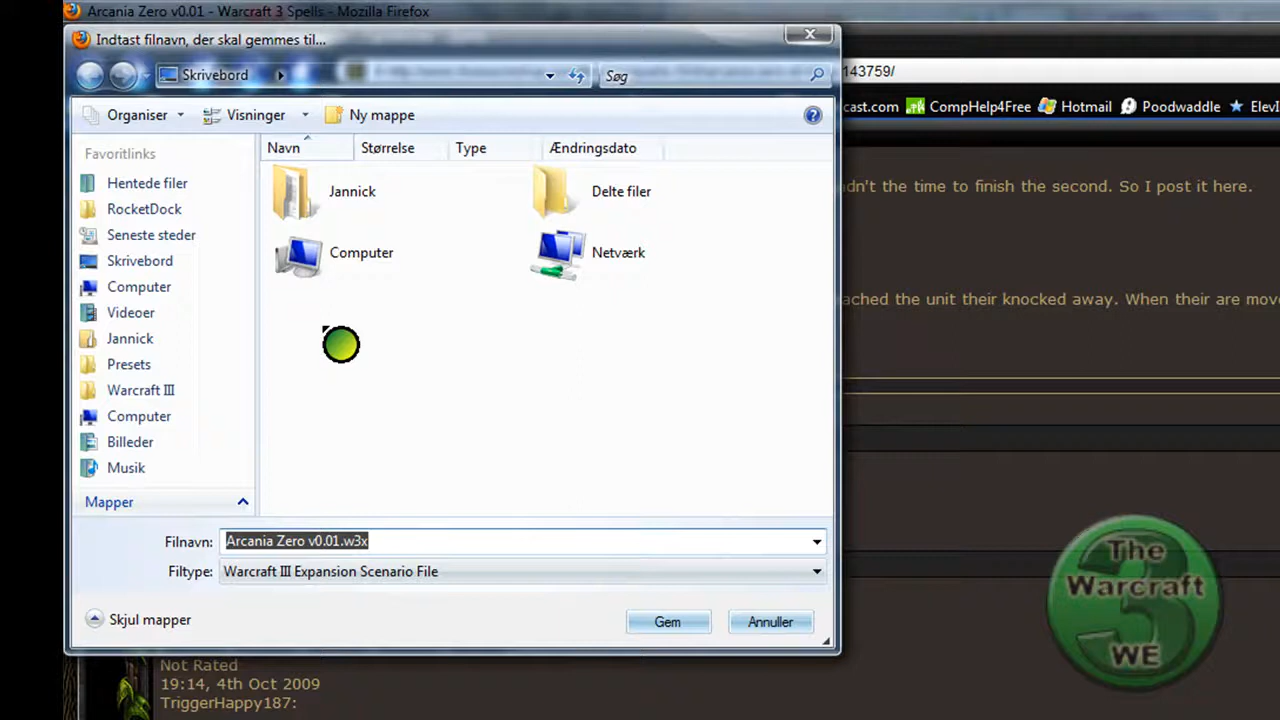 Arcania Zero v0.01 - Warcraft 3 Spells - Mozilla Firefox
Indtast filnavn, der skal gemmes til...
Skrivebord
Søg
143759/
Organiser
Visninger
Ny mappe
cast.com
CompHelp4Free
Hotmail
Poodwaddle
ElevI
Favoritlinks
Navn
Størrelse
Type
Ændringsdato
Hentede filer
RocketDock
Seneste steder
Skrivebord
Computer
Videoer
Jannick
Presets
Warcraft III
Computer
Billeder
Musik
Mapper
Jannick
Delte filer
Computer
Netværk
dn't the time to finish the second. So I post it here.
ached the unit their knocked away. When their are move
Filnavn:
Arcania Zero v0.01.w3x
Filtype:
Warcraft III Expansion Scenario File
Skjul mapper
Gem
Annuller
Not Rated
19:14, 4th Oct 2009
TriggerHappy187:
The
Warcraft
3
WE